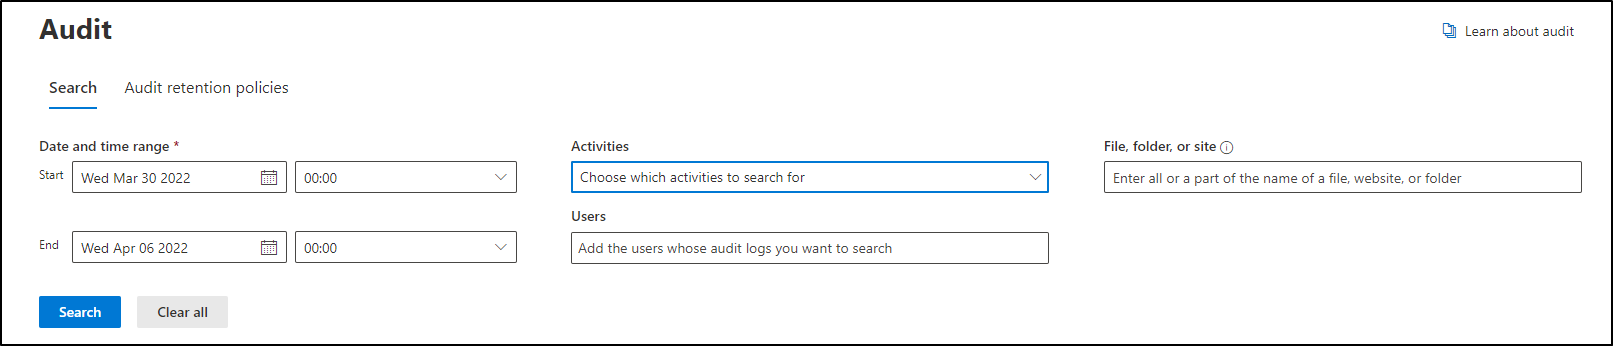 Audit
Learn about audit
Search
Audit retention policies
Date and time range *
Start
Wed Mar 30 2022
00:00
End
Wed Apr 06 2022
00:00
Activities
Choose which activities to search for
Users
Add the users whose audit logs you want to search
File, folder, or site
Enter all or a part of the name of a file, website, or folder
Search
Clear all